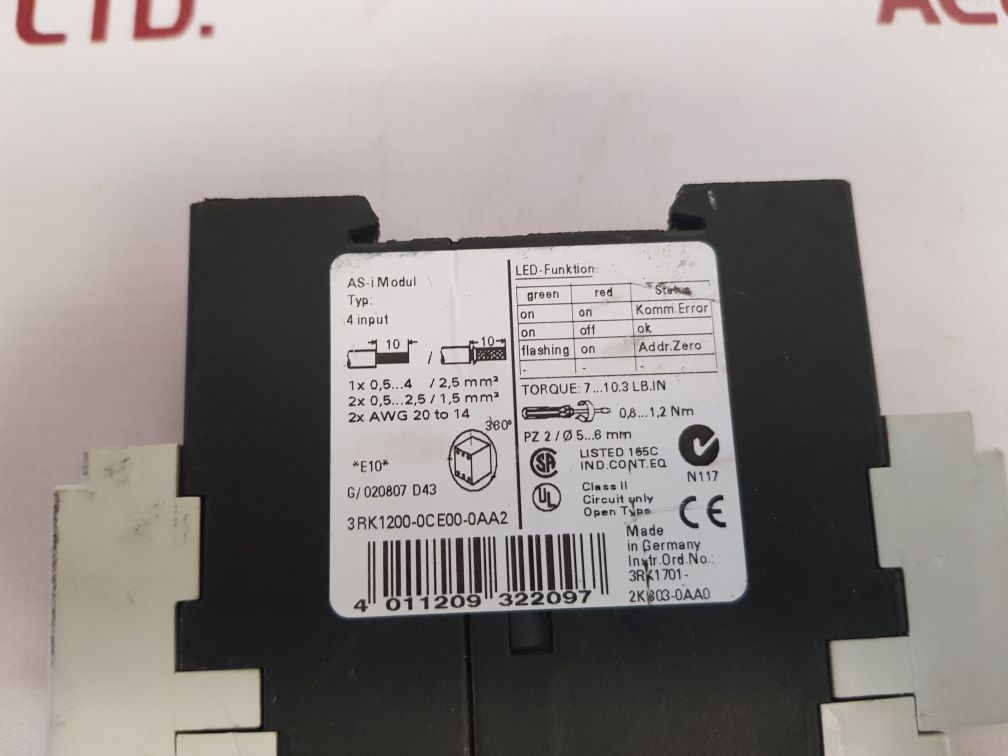 LTD.
AS-i Modul
Typ:
4 input
10
/
10
1x 0,5...4 / 2,5 mm²
2x 0,5...2,5 / 1,5 mm²
2x AWG 20 to 14
360°
*E10*
G/ 020807 D43
3RK1200-0CE00-0AA2
4 011209 322097
LED-Funktion:
green red Status
on on Komm.Error
on off ok
flashing on Addr.Zero
- - -
TORQUE: 7...10.3 LB.IN
0,8...1,2 Nm
PZ 2 / Ø 5...6 mm
SA
LISTED 165C
IND.CONT.EQ
N117
UL
Class II
Circuit only
Open Type
CE
Made
in Germany
Instr.Ord.No.:
3RK1701-
2KB03-0AA0